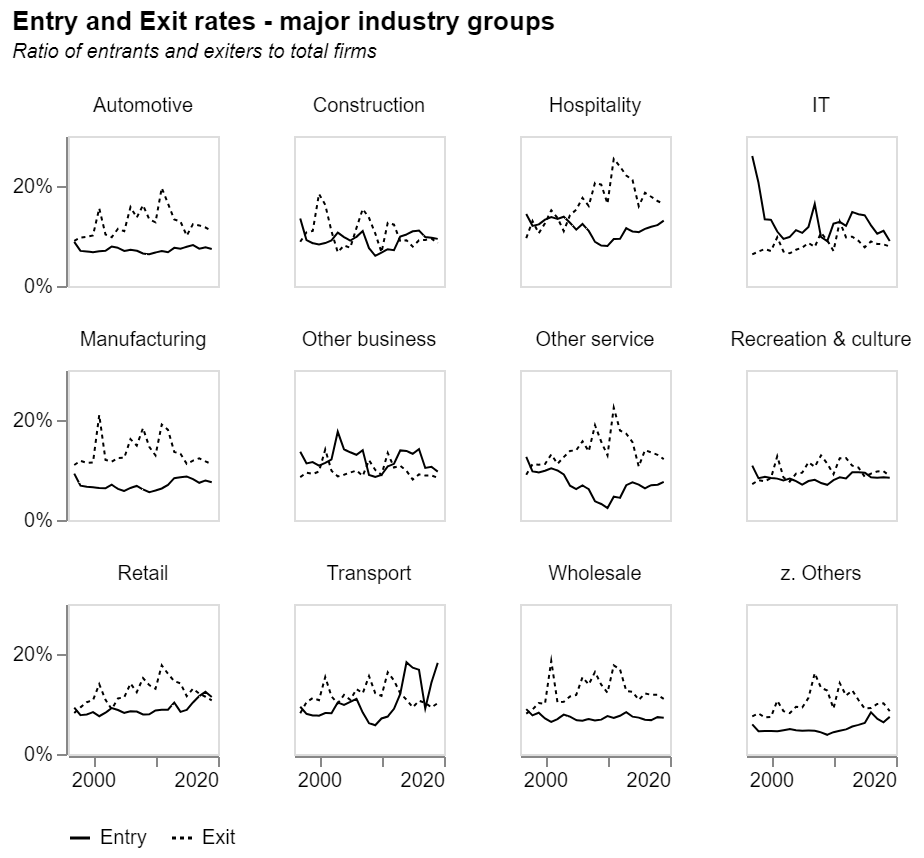 Entry and Exit rates - major industry groups
Ratio of entrants and exiters to total firms
Automotive Construction Hospitality IT
20%
0%
Manufacturing Other business Other service Recreation & culture
20%
0%
Retail Transport Wholesale z. Others
20%
0%
2000 2020 2000 2020 2000 2020 2000 2020
Entry Exit